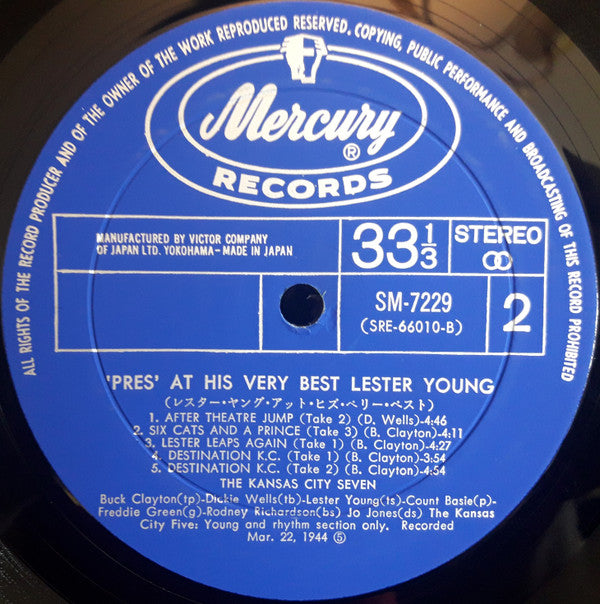 ALL RIGHTS OF THE RECORD PRODUCER AND OF THE OWNER OF THE WORK REPRODUCED RESERVED. COPYING, PUBLIC PERFORMANCE AND BROADCASTING OF THIS RECORD PROHIBITED
Mercury ®
RECORDS
MANUFACTURED BY VICTOR COMPANY
OF JAPAN LTD. YOKOHAMA–MADE IN JAPAN
33 1/3
STEREO
SM-7229
(SRE-66010-B)
2
'PRES' AT HIS VERY BEST LESTER YOUNG
(レスター・ヤング・アット・ヒズ・ベリー・ベスト)
1. AFTER THEATRE JUMP (Take 2) (D. Wells)-4:46
2. SIX CATS AND A PRINCE (Take 3) (B. Clayton)-4:11
3. LESTER LEAPS AGAIN (Take 1) (B. Clayton)-4:27
4. DESTINATION K.C. (Take 1) (B. Clayton)-3:54
5. DESTINATION K.C. (Take 2) (B. Clayton)-4:54
THE KANSAS CITY SEVEN
Buck Clayton(tp)-Dickie Wells(tb)-Lester Young(ts)-Count Basie(p)-
Freddie Green(g)-Rodney Richardson(bs) Jo Jones(ds) The Kansas
City Five: Young and rhythm section only. Recorded
Mar. 22, 1944 ⑤